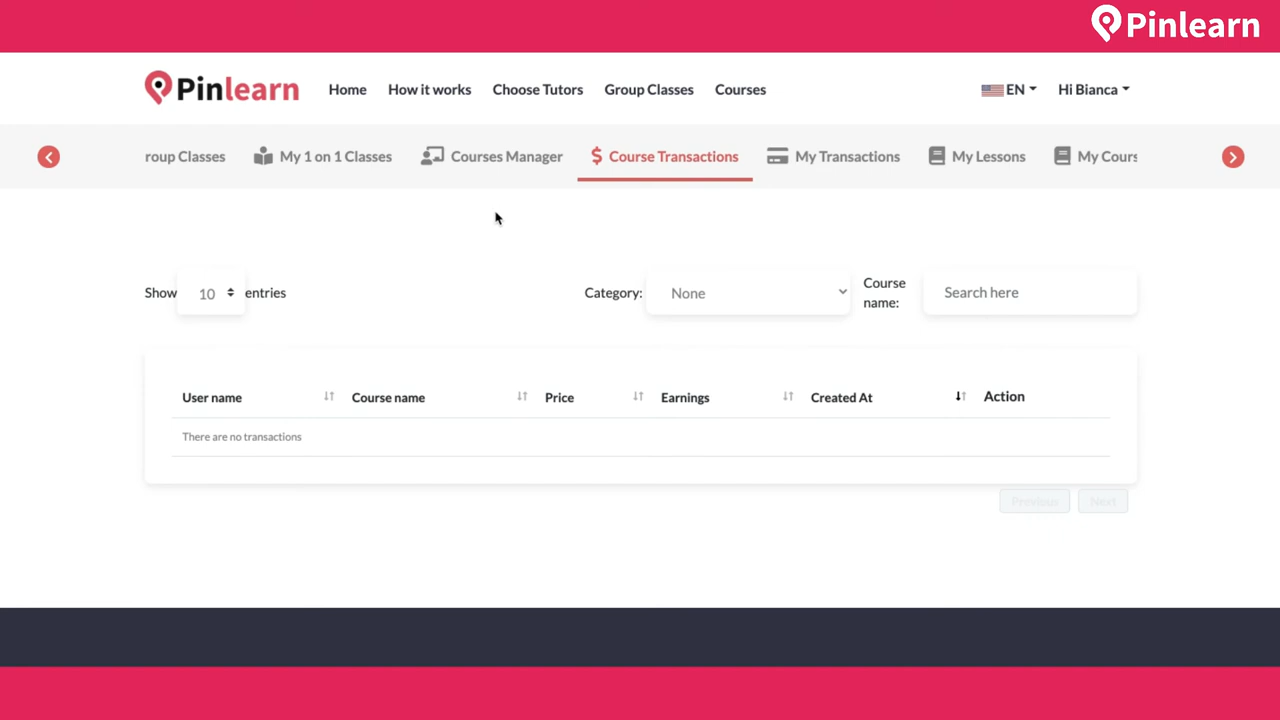 Pinlearn
Pinlearn Home How it works Choose Tutors Group Classes Courses EN Hi Bianca
roup Classes My 1 on 1 Classes Courses Manager $ Course Transactions My Transactions My Lessons My Cours
Show 10 entries Category: None Course name: Search here
User name Course name Price Earnings Created At Action
There are no transactions
Previous Next